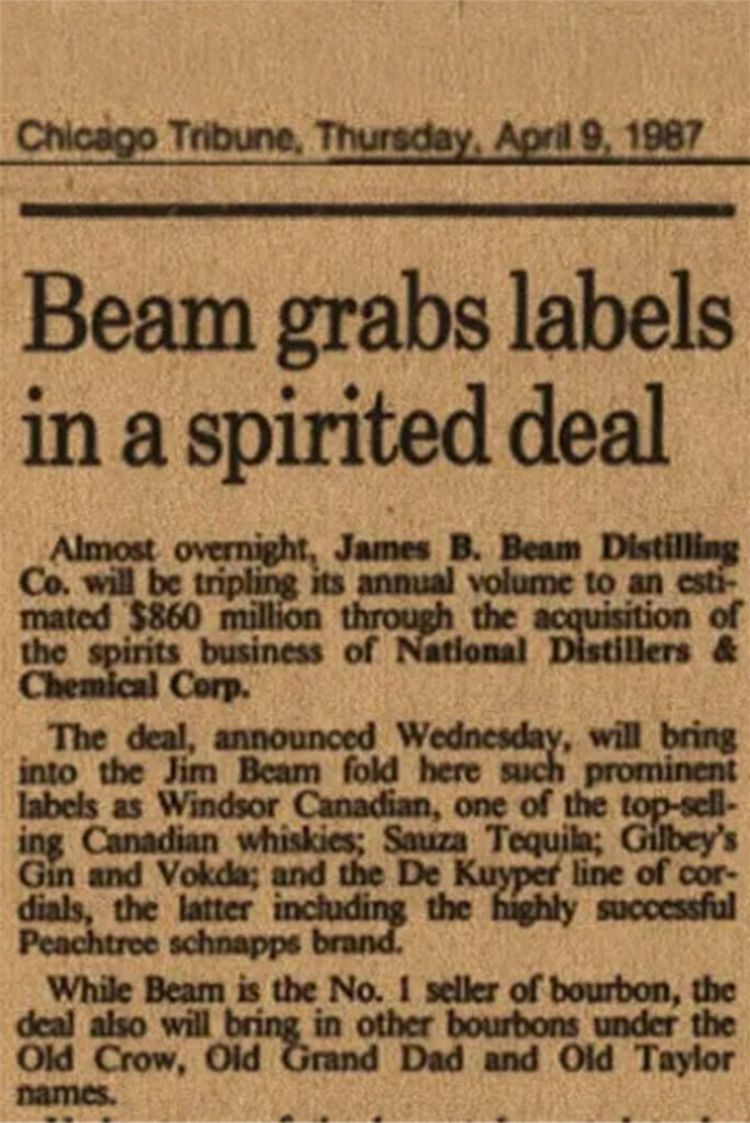 Chicago Tribune, Thursday, April 9, 1987
Beam grabs labels
in a spirited deal
Almost overnight, James B. Beam Distilling
Co. will be tripling its annual volume to an esti-
mated $860 million through the acquisition of
the spirits business of National Distillers &
Chemical Corp.
The deal, announced Wednesday, will bring
into the Jim Beam fold here such prominent
labels as Windsor Canadian, one of the top-sell-
ing Canadian whiskies; Sauza Tequila; Gilbey's
Gin and Vokda; and the De Kuyper line of cor-
dials, the latter including the highly successful
Peachtree schnapps brand.
While Beam is the No. 1 seller of bourbon, the
deal also will bring in other bourbons under the
Old Crow, Old Grand Dad and Old Taylor
names.